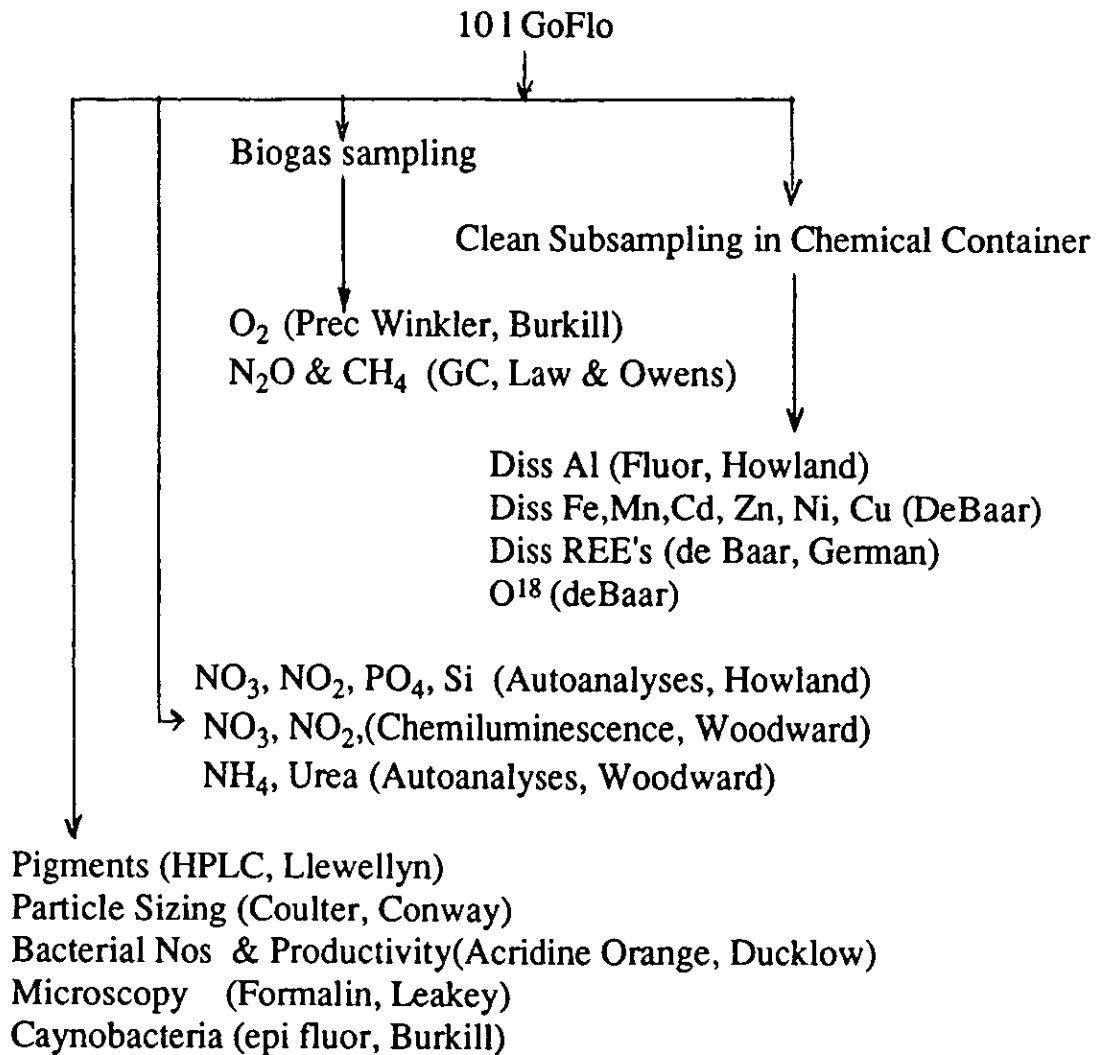 10 l GoFlo
Biogas sampling
Clean Subsampling in Chemical Container
O₂ (Prec Winkler, Burkill)
N₂O & CH₄ (GC, Law & Owens)
Diss Al (Fluor, Howland)
Diss Fe,Mn,Cd, Zn, Ni, Cu (DeBaar)
Diss REE's (de Baar, German)
O¹⁸ (deBaar)
NO₃, NO₂, PO₄, Si (Autoanalyses, Howland)
NO₃, NO₂,(Chemiluminescence, Woodward)
NH₄, Urea (Autoanalyses, Woodward)
Pigments (HPLC, Llewellyn)
Particle Sizing (Coulter, Conway)
Bacterial Nos & Productivity(Acridine Orange, Ducklow)
Microscopy (Formalin, Leakey)
Caynobacteria (epi fluor, Burkill)